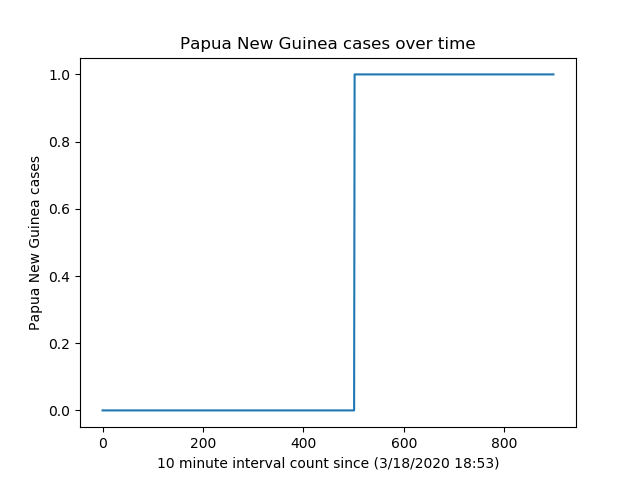 Papua New Guinea cases over time
1.0
0.8
0.6
0.4
0.2
0.0
Papua New Guinea cases
0 200 400 600 800
10 minute interval count since (3/18/2020 18:53)